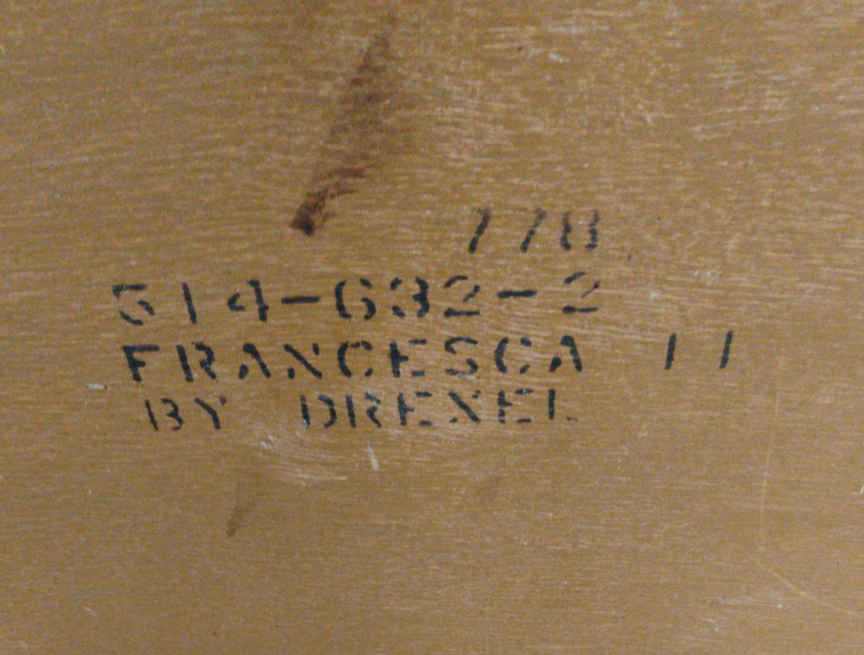 778
514-632-2
FRANCESCA II
BY DREXEL